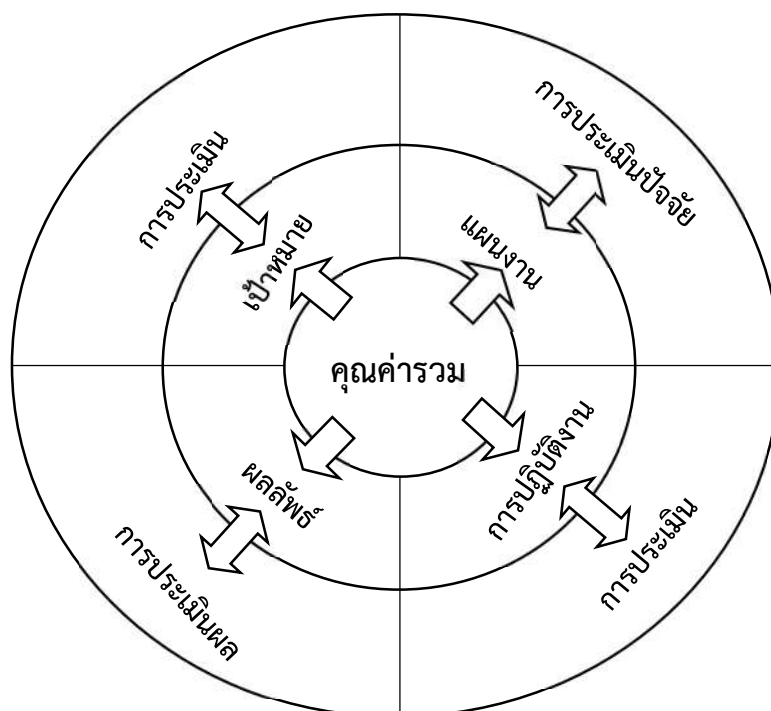 การประเมิน
การประเมินปัจจัย
เป้าหมาย
แผนงาน
คุณค่ารวม
ผลลัพธ์
การปฏิบัติงาน
การประเมินผล
การประเมิน